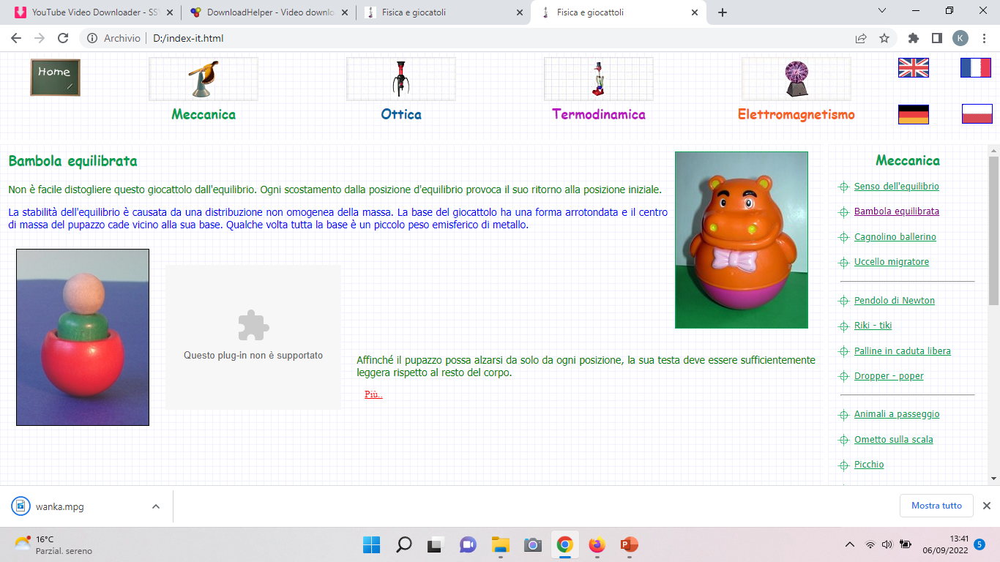 YouTube Video Downloader - SS
DownloadHelper - Video downlo
Fisica e giocatoli
Fisica e giocattoli
Archivio
D:/index-it.html
K
Home
Meccanica
Ottica
Termodinamica
Elettromagnetismo
Bambola equilibrata
Non è facile distogliere questo giocattolo dall'equilibrio. Ogni scostamento dalla posizione d'equilibrio provoca il suo ritorno alla posizione iniziale.
La stabilità dell'equilibrio è causata da una distribuzione non omogenea della massa. La base del giocattolo ha una forma arrotondata e il centro
di massa del pupazzo cade vicino alla sua base. Qualche volta tutta la base è un piccolo peso emisferico di metallo.
Questo plug-in non è supportato
Affinché il pupazzo possa alzarsi da solo da ogni posizione, la sua testa deve essere sufficientemente
leggera rispetto al resto del corpo.
Più..
Meccanica
Senso dell'equilibrio
Bambola equilibrata
Cagnolino ballerino
Uccello migratore
Pendolo di Newton
Riki - tiki
Palline in caduta libera
Dropper - poper
Animali a passeggio
Ometto sulla scala
Picchio
wanka.mpg
Mostra tutto
16°C
Parzial. sereno
13:41
06/09/2022
5